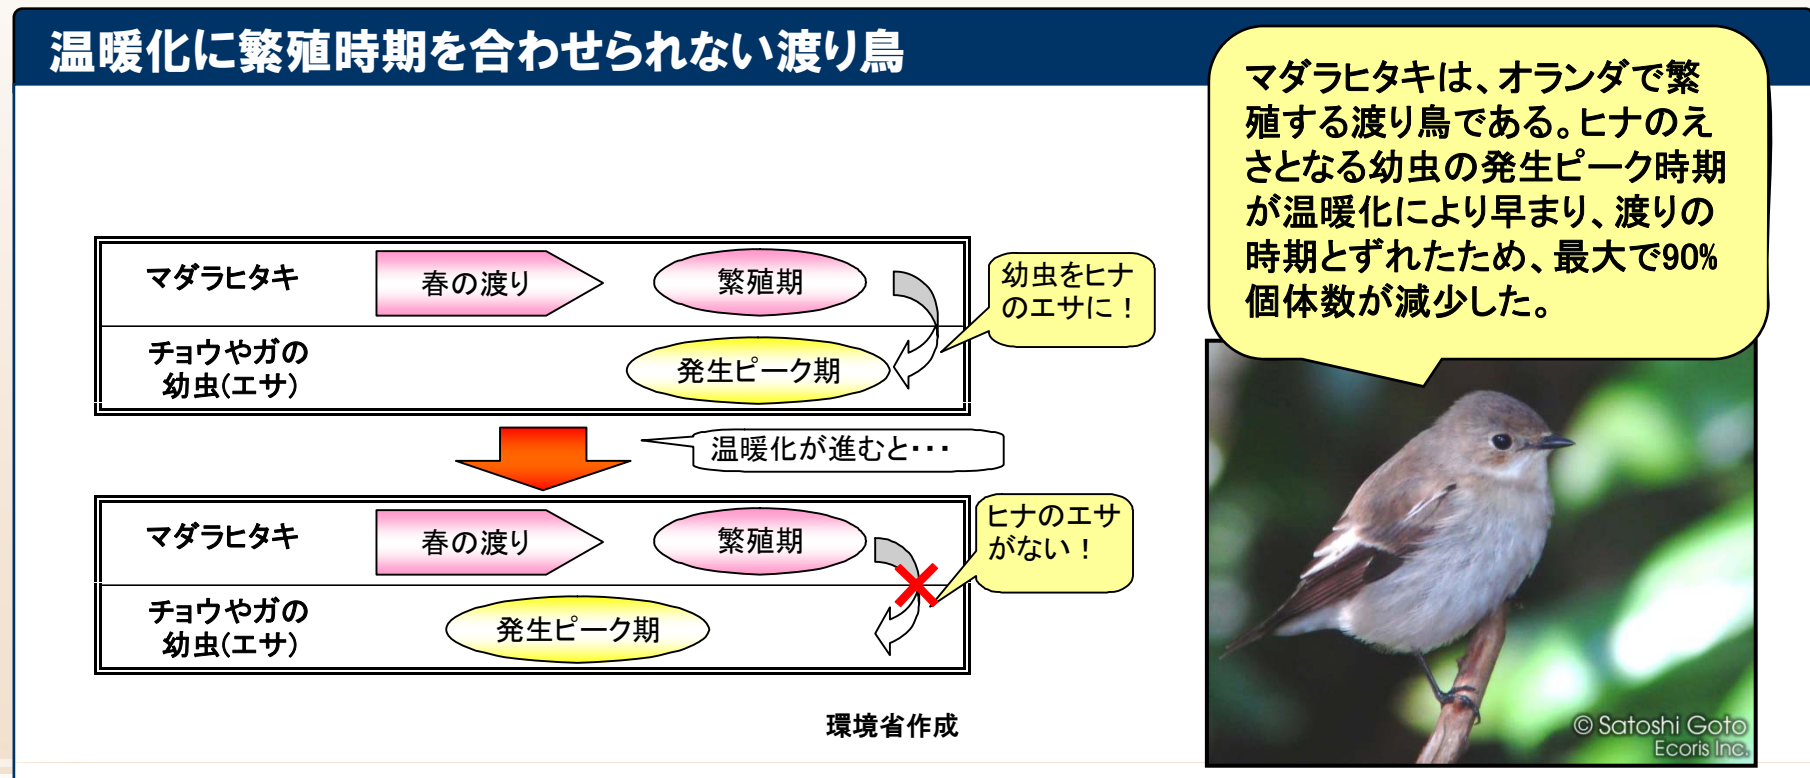 温暖化に繁殖時期を合わせられない渡り鳥
マダラヒタキは、オランダで繁
殖する渡り鳥である。ヒナのえ
さとなる幼虫の発生ピーク時期
が温暖化により早まり、渡りの
時期とずれたため、最大で90%
個体数が減少した。
マダラヒタキ
春の渡り
繁殖期
幼虫をヒナ
のエサに！
チョウやガの
幼虫(エサ)
発生ピーク期
温暖化が進むと・・・
マダラヒタキ
春の渡り
繁殖期
ヒナのエサ
がない！
チョウやガの
幼虫(エサ)
発生ピーク期
環境省作成
© Satoshi Goto
Ecoris Inc.